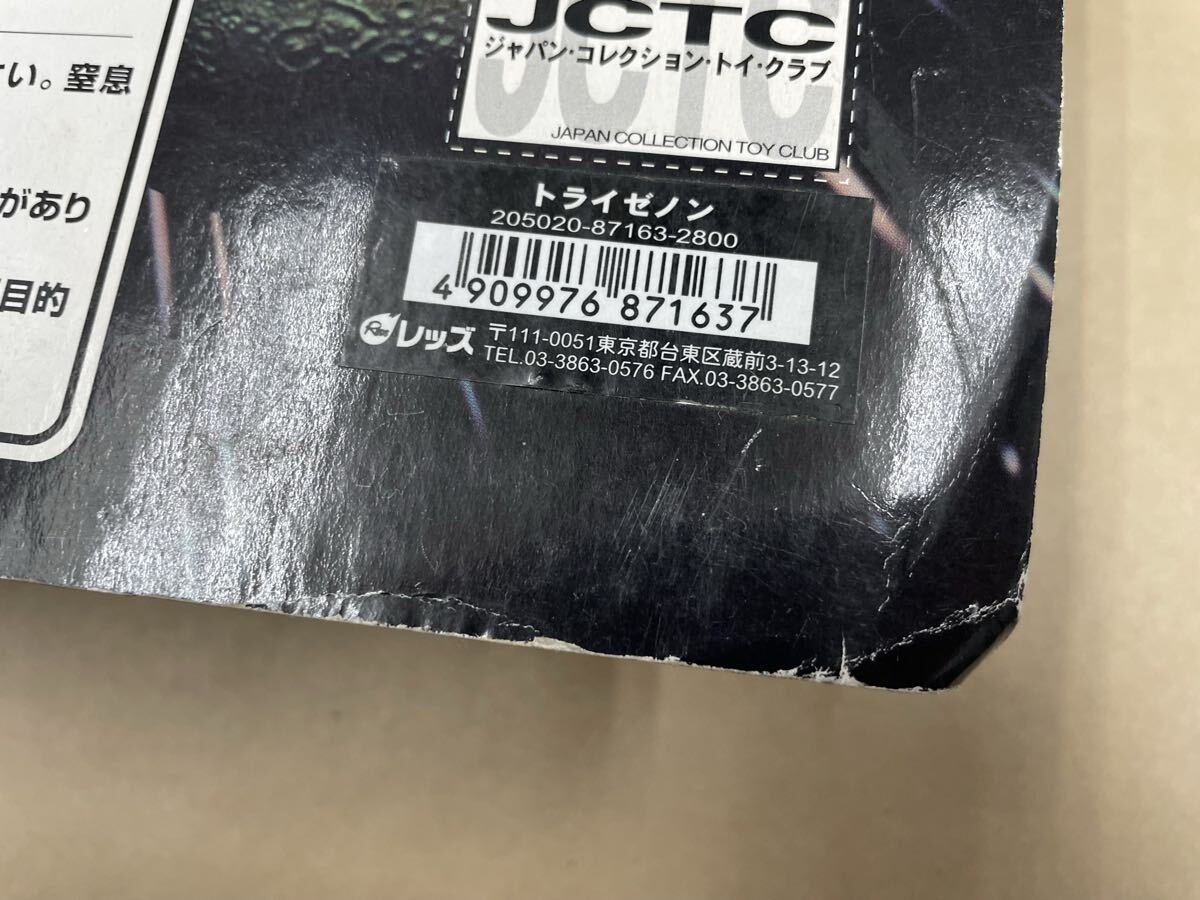 い。窒息
があり
目的
JCTC
ジャパン・コレクション・トイ・クラブ
JCTC
JAPAN COLLECTION TOY CLUB
トライゼノン
205020-87163-2800
4 909976 871637
レッズ 〒111-0051東京都台東区蔵前3-13-12
TEL.03-3863-0576 FAX.03-3863-0577